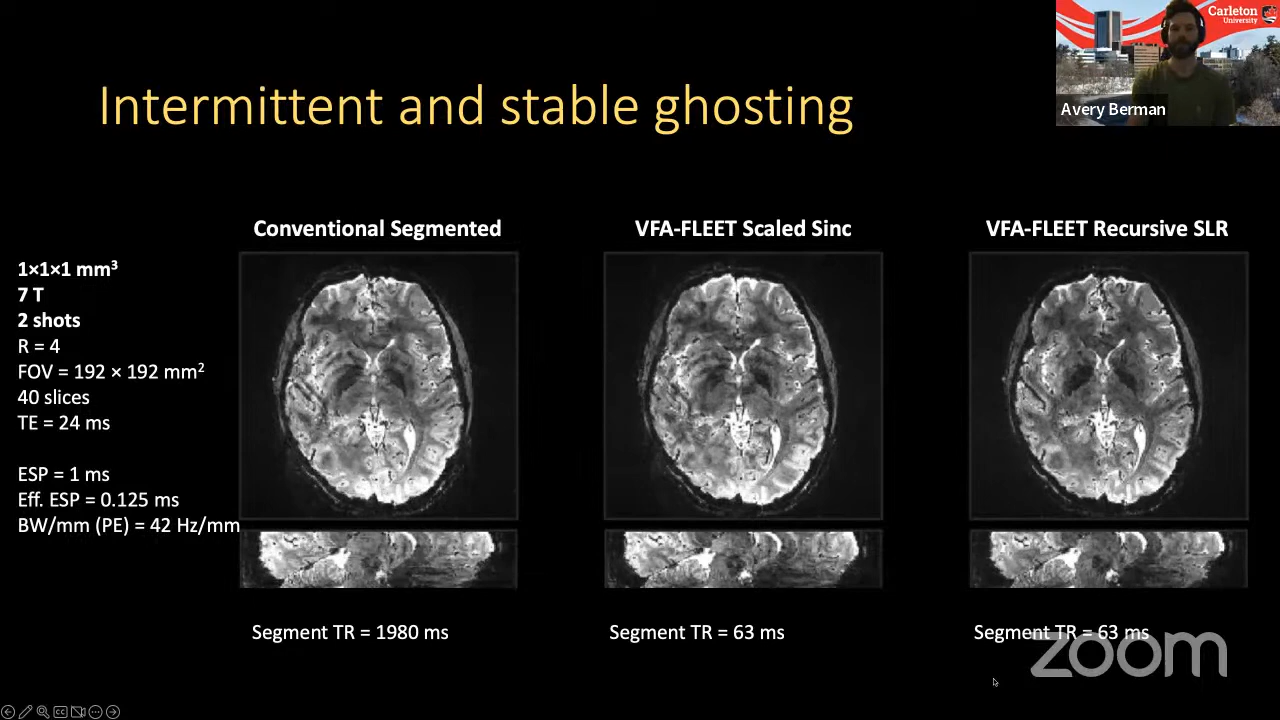 Carleton
University
Avery Berman
Intermittent and stable ghosting
Conventional Segmented
VFA-FLEET Scaled Sinc
VFA-FLEET Recursive SLR
1×1×1 mm³
7 T
2 shots
R = 4
FOV = 192 × 192 mm²
40 slices
TE = 24 ms
ESP = 1 ms
Eff. ESP = 0.125 ms
BW/mm (PE) = 42 Hz/mm
Segment TR = 1980 ms
Segment TR = 63 ms
Segment TR = 63 ms
zoom